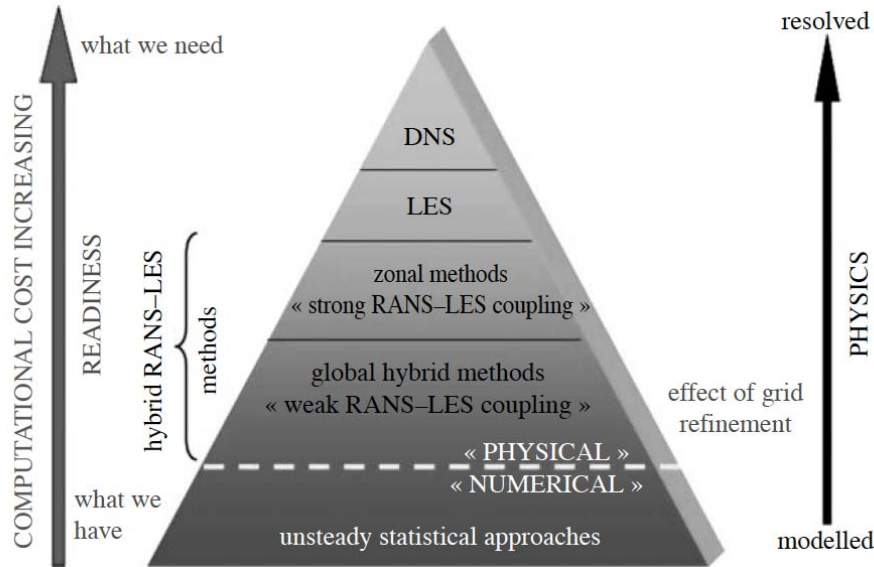 what we need
COMPUTATIONAL COST INCREASING
READINESS
what we
have
hybrid RANS–LES
methods
DNS
LES
zonal methods
« strong RANS–LES coupling »
global hybrid methods
« weak RANS–LES coupling »
« PHYSICAL »
« NUMERICAL »
unsteady statistical approaches
effect of grid
refinement
resolved
PHYSICS
modelled